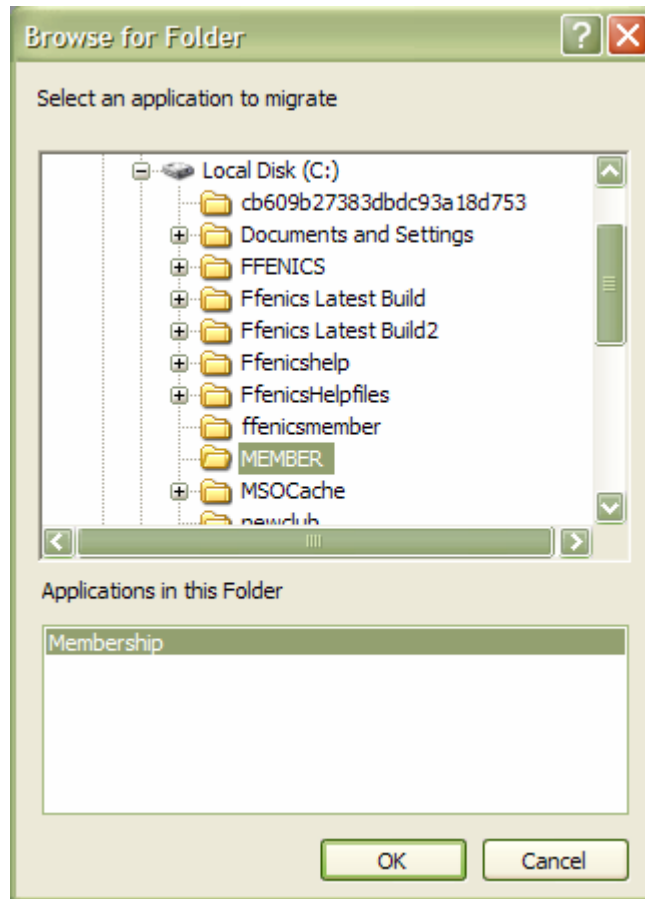 Browse for Folder
Select an application to migrate
Local Disk (C:)
cb609b27383dbdc93a18d753
Documents and Settings
FFENICS
Ffenics Latest Build
Ffenics Latest Build2
Ffenicshelp
FfenicsHelpfiles
ffenicsmember
MEMBER
MSOCache
newclub
Applications in this Folder
Membership
OK Cancel